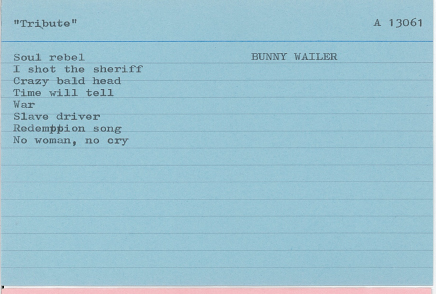 "Tribute" A 13061
Soul rebel BUNNY WAILER
I shot the sheriff
Crazy bald head
Time will tell
War
Slave driver
Redemption song
No woman, no cry